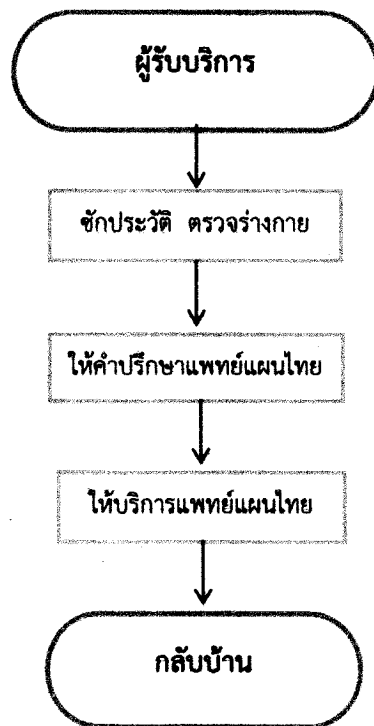 ผู้รับบริการ
ซักประวัติ ตรวจร่างกาย
ให้คำปรึกษาแพทย์แผนไทย
ให้บริการแพทย์แผนไทย
กลับบ้าน